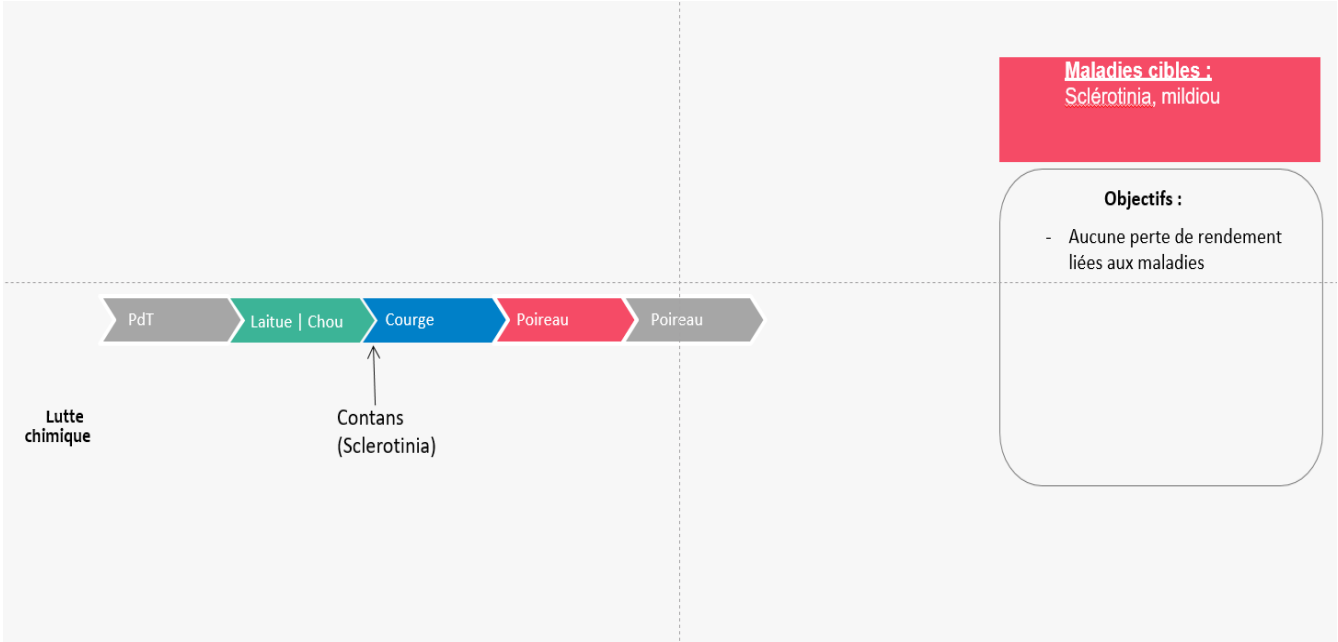 Maladies cibles :
Sclérotinia, mildiou
Objectifs :
- Aucune perte de rendement
liées aux maladies
PdT
Laitue | Chou
Courge
Poireau
Poireau
Lutte
chimique
Contans
(Sclerotinia)